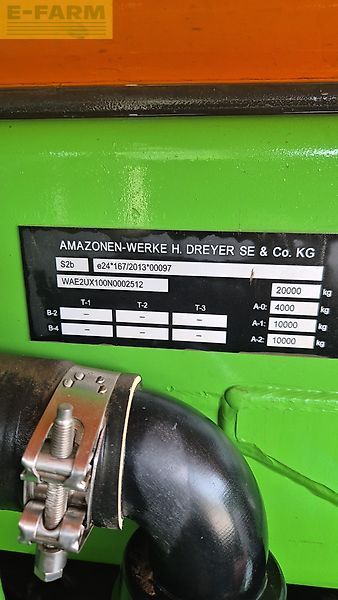 E-FARM
AMAZONEN-WERKE H. DREYER SE & Co. KG
S2b e24*167/2013*00097
WAE2UX100N0002512 20000 kg
T-1 T-2 T-3 A-0: 4000 kg
B-2 – – – A-1: 10000 kg
B-4 – – – A-2: 10000 kg